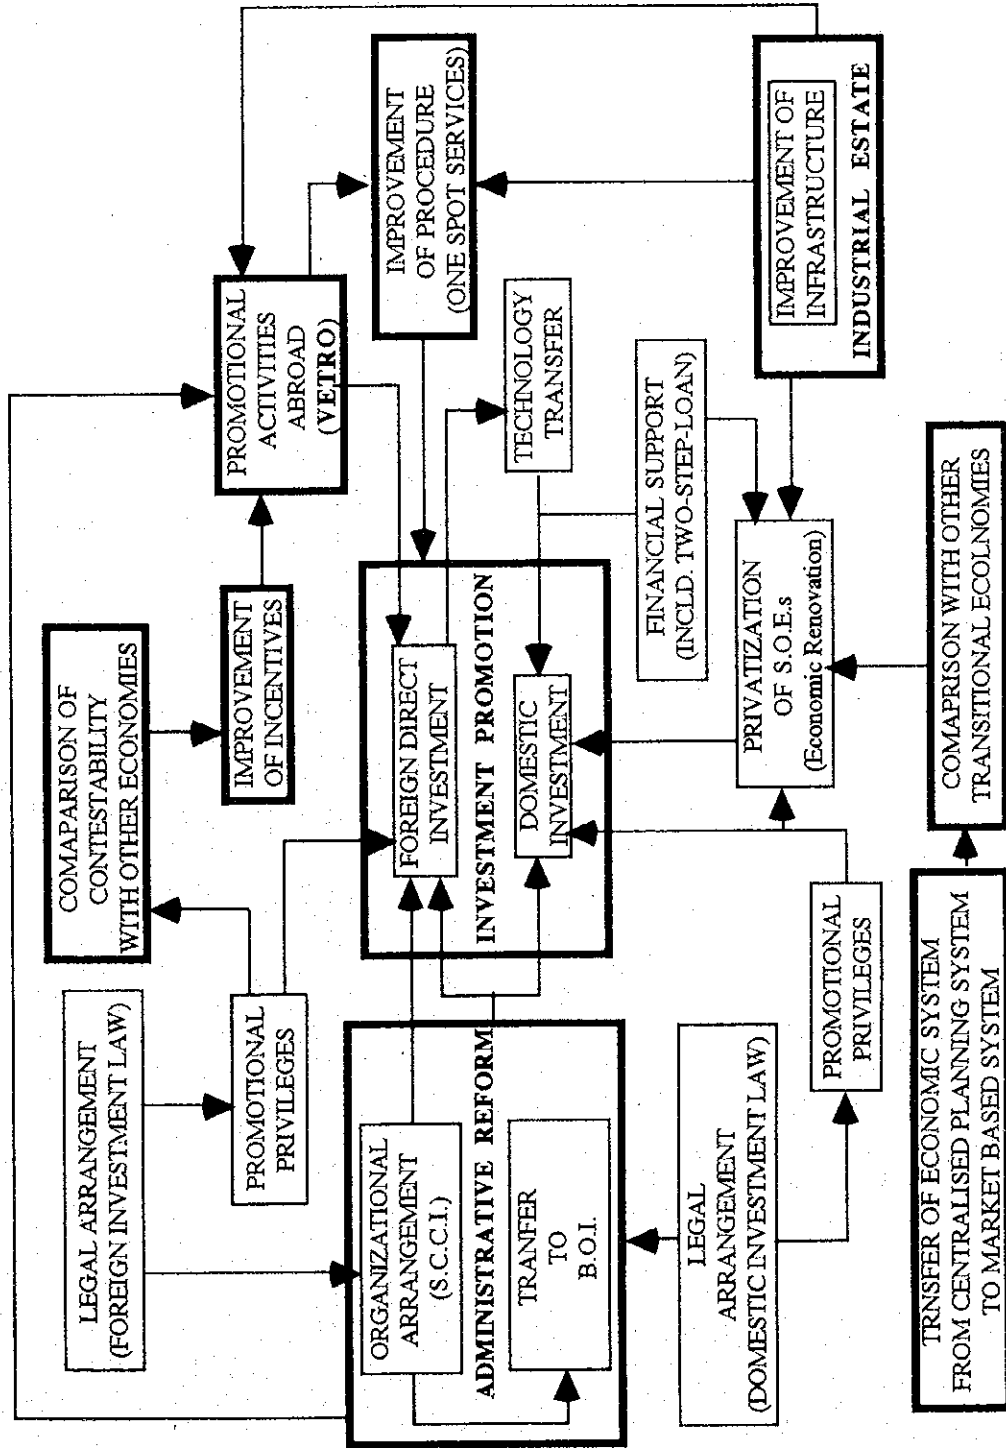 LEGAL ARRANGEMENT
(FOREIGN INVESTMENT LAW)
PROMOTIONAL
PRIVILEGES
COMAPARISON OF
CONTESTABILITY
WITH OTHER ECONOMIES
IMPROVEMENT
OF INCENTIVES
PROMOTIONAL
ACTIVITIES
ABROAD
(VETRO)
IMPROVEMENT
OF PROCEDURE
(ONE SPOT SERVICES)
ORGANIZATIONAL
ARRANGEMENT
(S.C.C.I.)
ADMINISTRATIVE REFORM
TRANFER
TO
B.O.I.
FOREIGN DIRECT
INVESTMENT
INVESTMENT PROMOTION
DOMESTIC
INVESTMENT
TECHNOLOGY
TRANSFER
FINANCIAL SUPPORT
(INCLD. TWO-STEP-LOAN)
LEGAL
ARRANGEMENT
(DOMESTIC INVESTMENT LAW)
PROMOTIONAL
PRIVILEGES
PRIVATIZATION
OF S.O.E.s
(Economic Renovation)
IMPROVEMENT OF
INFRASTRUCTURE
INDUSTRIAL ESTATE
TRNSFER OF ECONOMIC SYSTEM
FROM CENTRALISED PLANNING SYSTEM
TO MARKET BASED SYSTEM
COMAPRISON WITH OTHER
TRANSITIONAL ECOLNOMIES